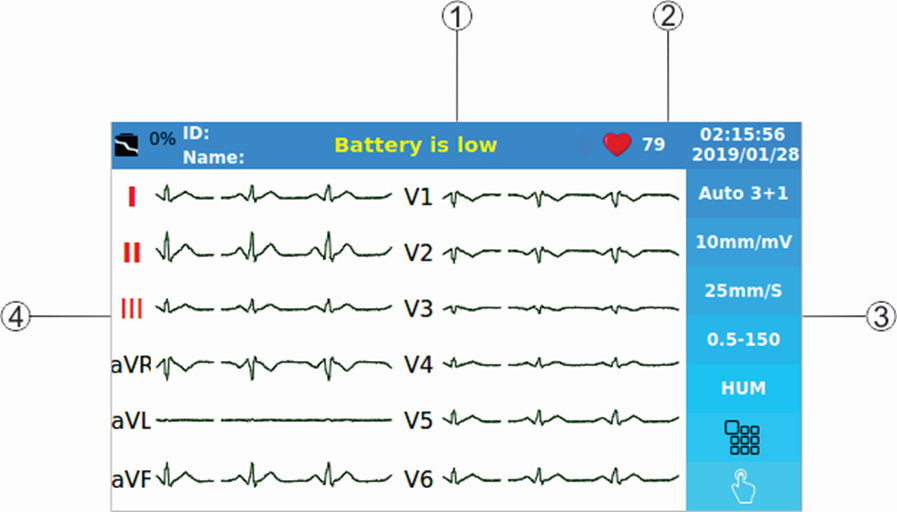 ① ②
0% ID: Battery is low 79 02:15:56
Name: 2019/01/28
I V1 Auto 3+1
II V2 10mm/mV
III V3 25mm/S
④ ③
0.5-150
aVR V4
HUM
aVL V5
aVF V6